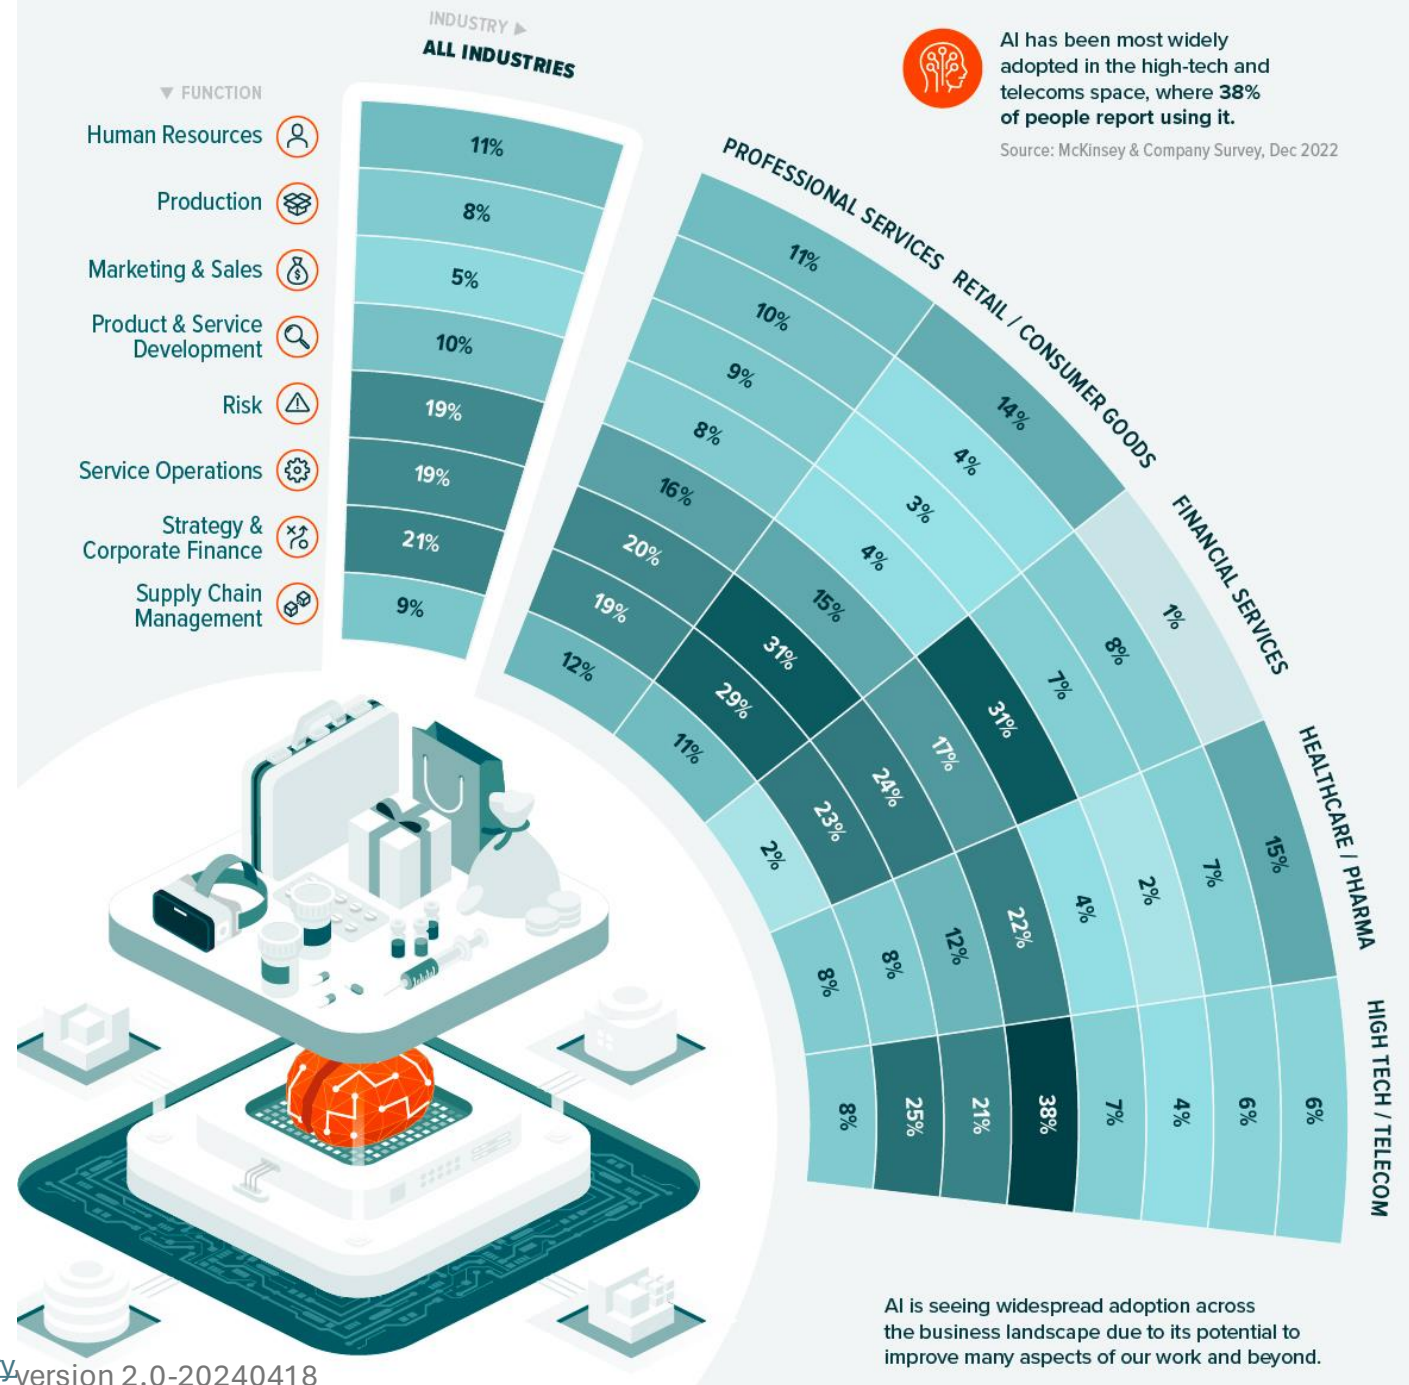 INDUSTRY ▶
ALL INDUSTRIES
▼ FUNCTION
Human Resources
11%
Production
8%
Marketing & Sales
5%
Product & Service
Development
10%
Risk
19%
Service Operations
19%
Strategy &
Corporate Finance
21%
Supply Chain
Management
9%
AI has been most widely
adopted in the high-tech and
telecoms space, where 38%
of people report using it.
Source: McKinsey & Company Survey, Dec 2022
PROFESSIONAL SERVICES
11%
10%
9%
8%
16%
20%
19%
12%
RETAIL / CONSUMER GOODS
14%
4%
3%
4%
15%
31%
29%
11%
FINANCIAL SERVICES
1%
8%
7%
31%
17%
24%
23%
2%
HEALTHCARE / PHARMA
15%
7%
2%
4%
22%
12%
8%
8%
HIGH TECH / TELECOM
6%
6%
4%
7%
38%
21%
25%
8%
AI is seeing widespread adoption across
the business landscape due to its potential to
improve many aspects of our work and beyond.
y
version 2.0-20240418